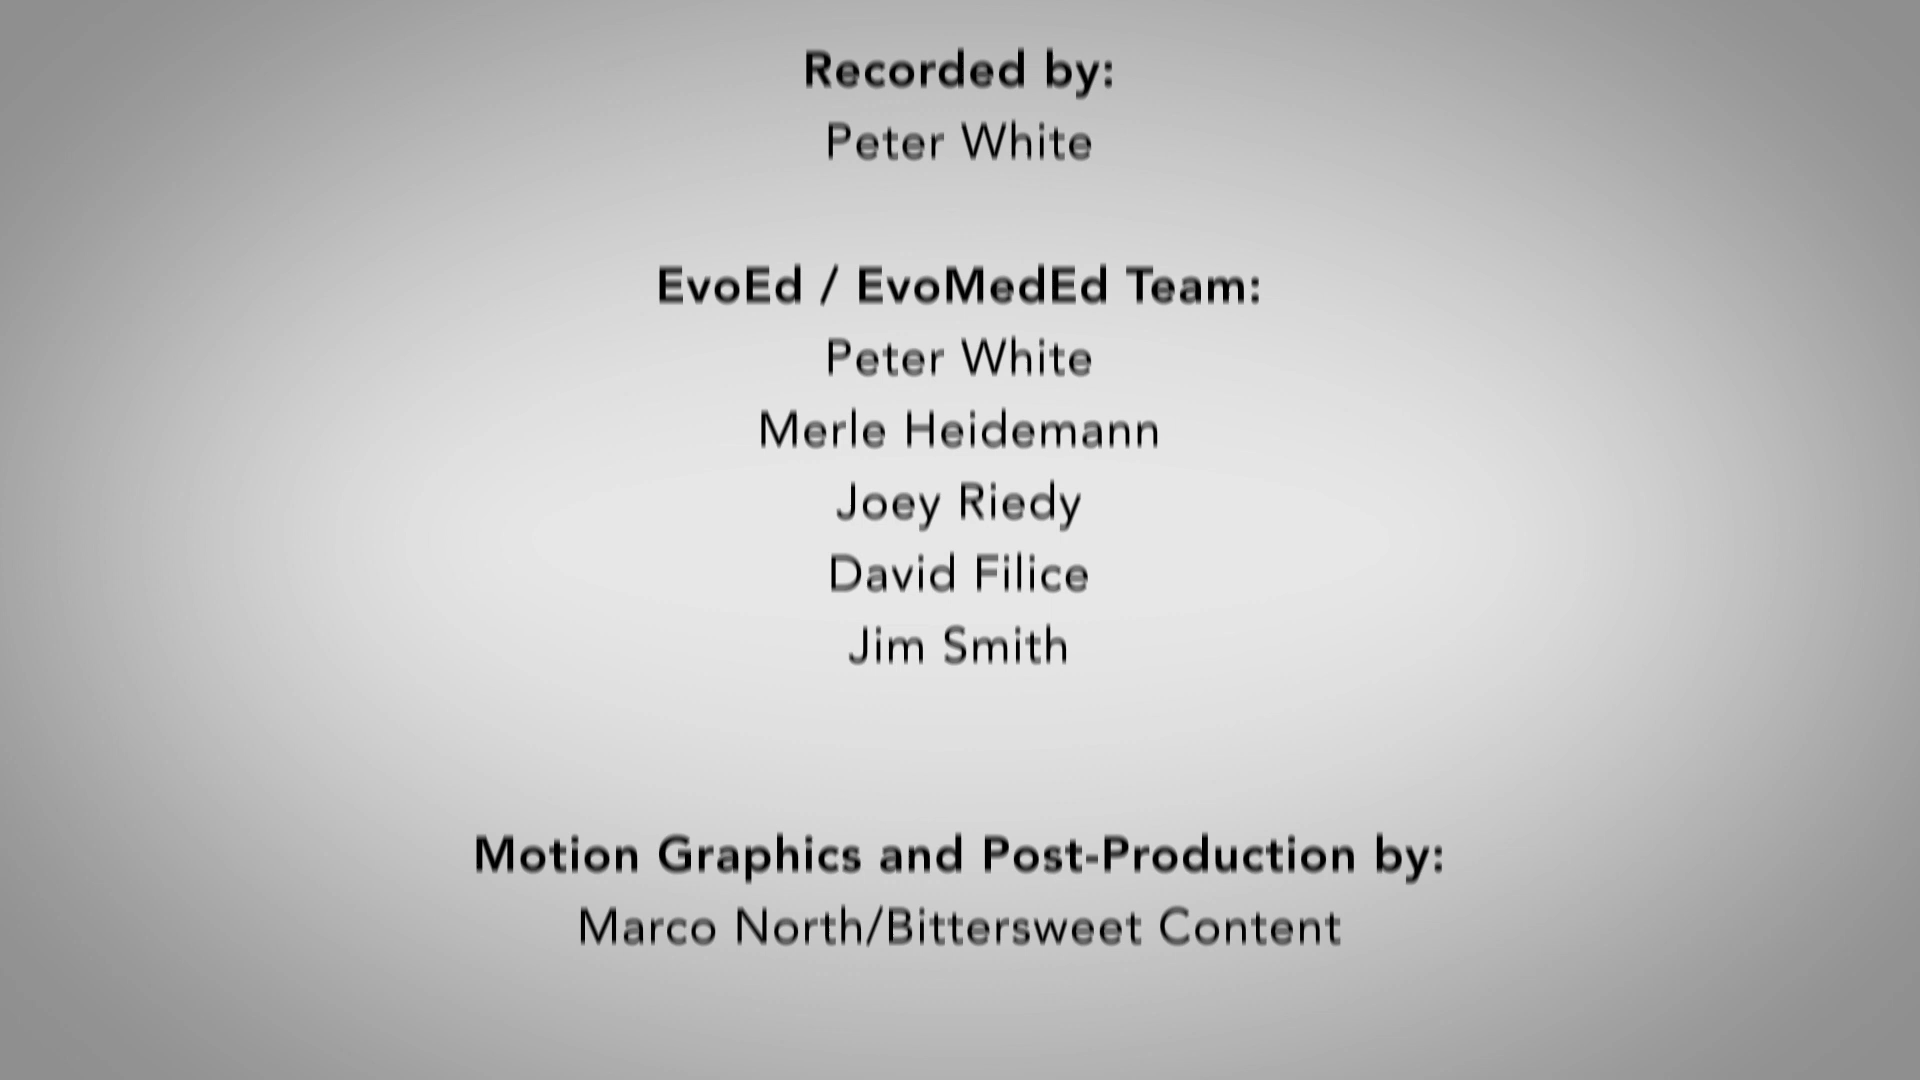 Recorded by:
Peter White
EvoEd / EvoMedEd Team:
Peter White
Merle Heidemann
Joey Riedy
David Filice
Jim Smith
Motion Graphics and Post-Production by:
Marco North/Bittersweet Content